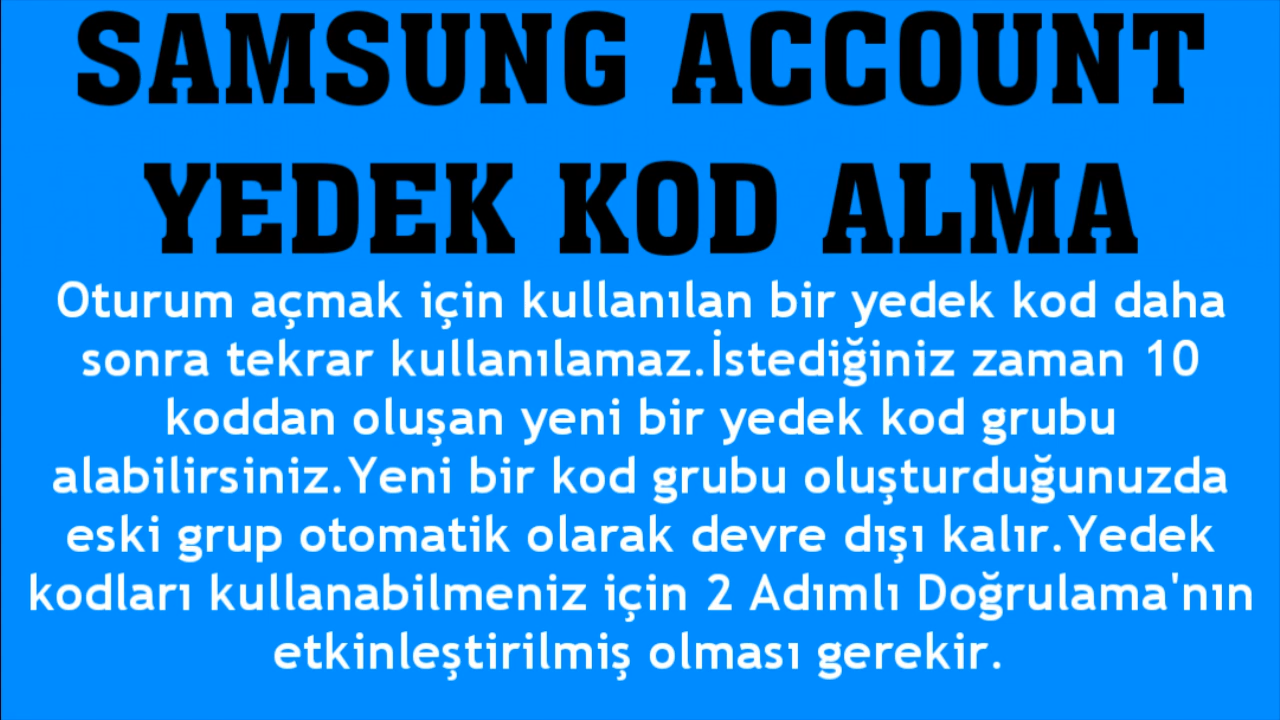 SAMSUNG ACCOUNT
YEDEK KOD ALMA
Oturum açmak için kullanılan bir yedek kod daha
sonra tekrar kullanılamaz.İstediğiniz zaman 10
koddan oluşan yeni bir yedek kod grubu
alabilirsiniz.Yeni bir kod grubu oluşturduğunuzda
eski grup otomatik olarak devre dışı kalır.Yedek
kodları kullanabilmeniz için 2 Adımlı Doğrulama'nın
etkinleştirilmiş olması gerekir.